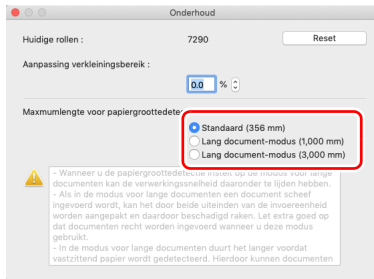 Onderhoud
Huidige rollen : 7290 Reset
Aanpassing verkleiningsbereik :
0.0 %
Maxmumlengte voor papiergroottedete
Standaard (356 mm)
Lang document-modus (1,000 mm)
Lang document-modus (3,000 mm)
- Wanneer u de papiergroottedetectie instelt op de modus voor lange
documenten kan de verwerkingssnelheid daaronder te lijden hebben.
- Als in de modus voor lange documenten een document scheef
ingevoerd wordt, kan het door beide uiteinden van de invoereenheid
worden aangepakt en daardoor beschadigd raken. Let extra goed op
dat documenten recht worden ingevoerd wanneer u deze modus
gebruikt.
- In de modus voor lange documenten duurt het langer voordat
vastzittend papier wordt gedetecteerd. Hierdoor kunnen documenten